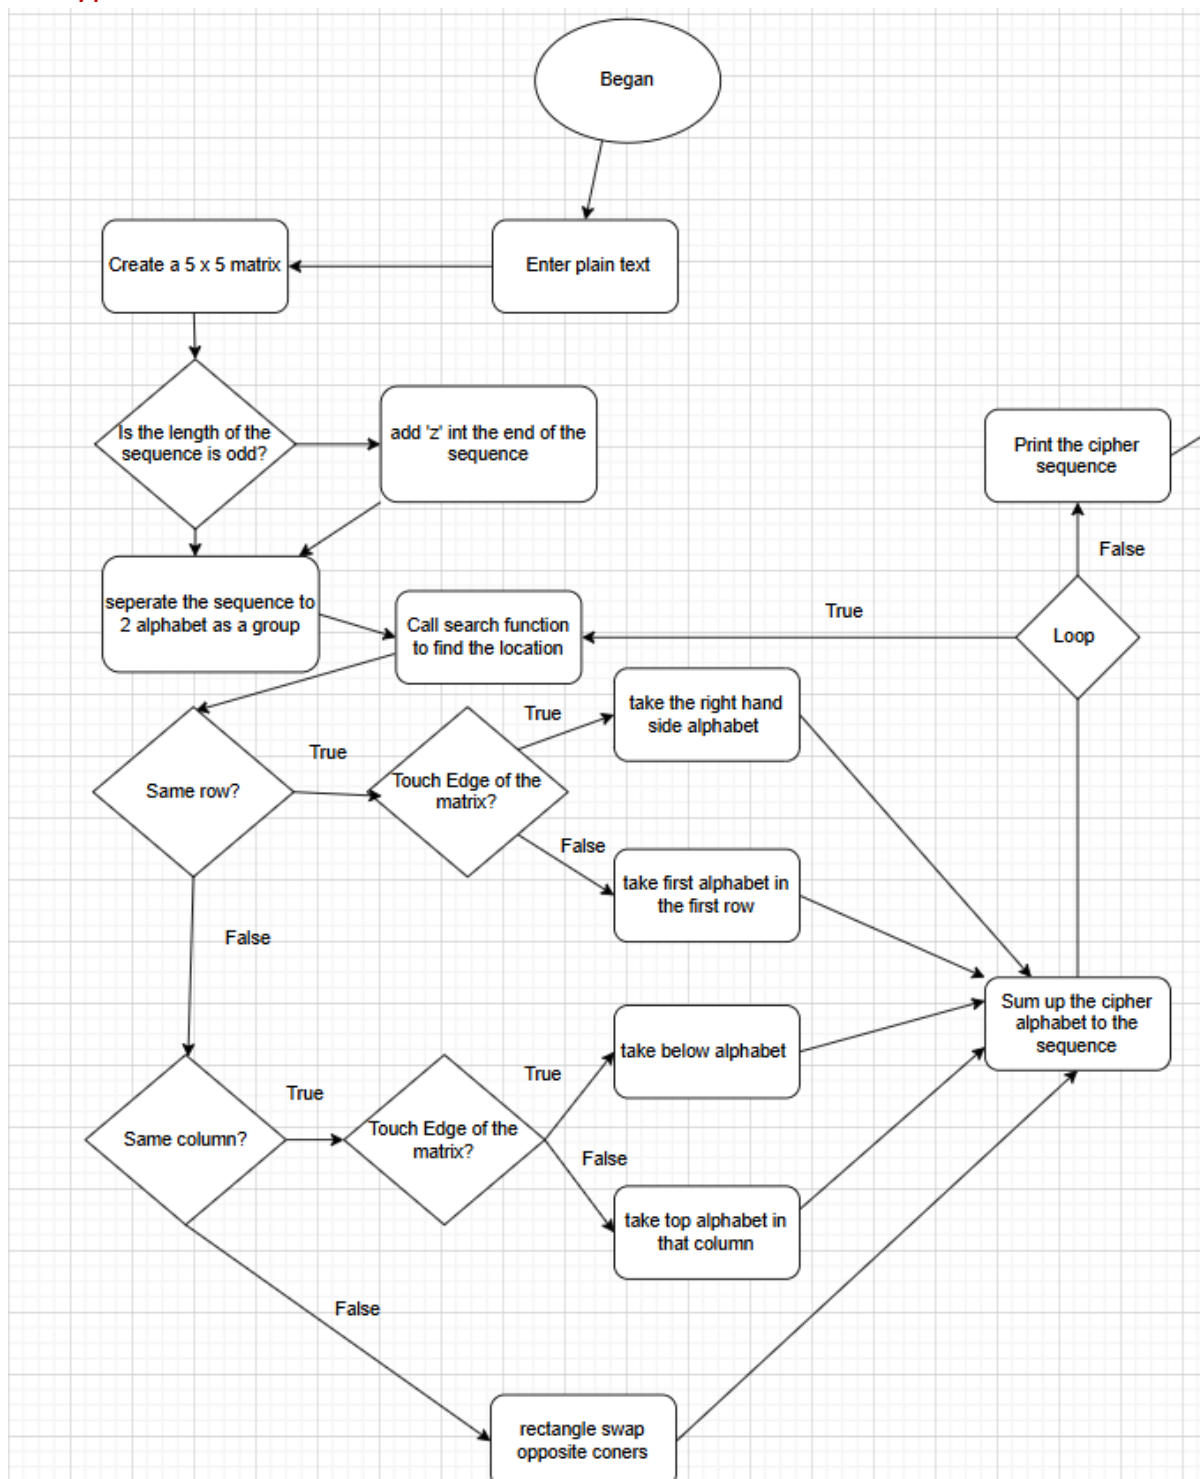 Began
Enter plain text
Create a 5 x 5 matrix
Is the length of the
sequence is odd?
add 'z' int the end of the
sequence
seperate the sequence to
2 alphabet as a group
Call search function
to find the location
Print the cipher
sequence
False
Loop
True
Same row?
True
Touch Edge of the
matrix?
True
take the right hand
side alphabet
False
take first alphabet in
the first row
False
Same column?
True
Touch Edge of the
matrix?
True
take below alphabet
False
take top alphabet in
that column
Sum up the cipher
alphabet to the
sequence
False
rectangle swap
opposite coners